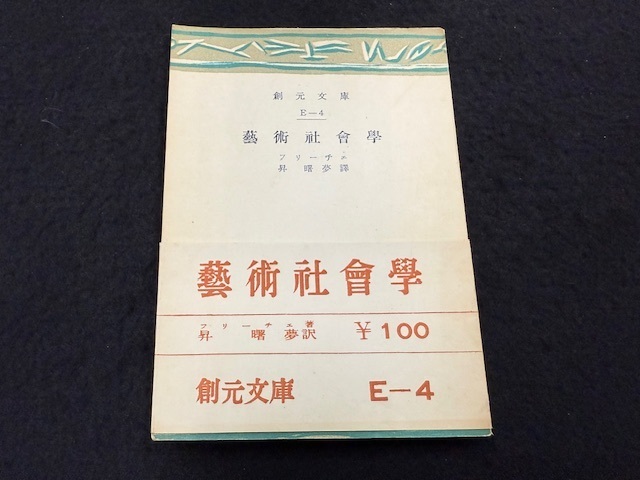 創元文庫
E—4
藝術社會學
フリーチェ
昇曙夢譯
藝術社會學
フリーチェ著
昇曙夢訳 ¥100
創元文庫 E—4